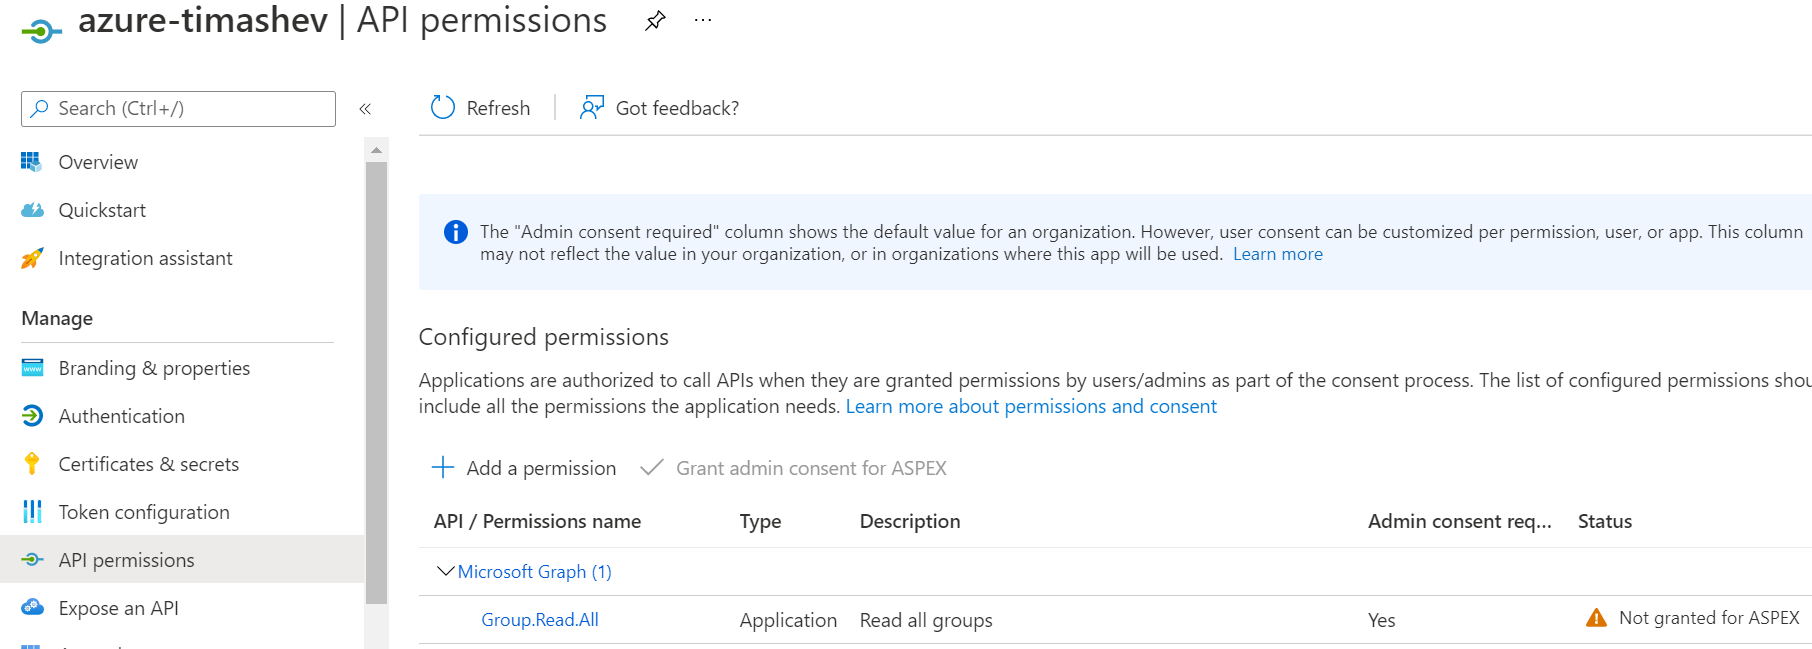 azure-timashev | API permissions ...
Search (Ctrl+/)
«
Refresh
Got feedback?
Overview
Quickstart
Integration assistant
Manage
Branding & properties
Authentication
Certificates & secrets
Token configuration
API permissions
Expose an API
The "Admin consent required" column shows the default value for an organization. However, user consent can be customized per permission, user, or app. This column
may not reflect the value in your organization, or in organizations where this app will be used. Learn more
Configured permissions
Applications are authorized to call APIs when they are granted permissions by users/admins as part of the consent process. The list of configured permissions shou
include all the permissions the application needs. Learn more about permissions and consent
Add a permission
Grant admin consent for ASPEX
API / Permissions name Type Description Admin consent req... Status
Microsoft Graph (1)
Group.Read.All Application Read all groups Yes Not granted for ASPEX